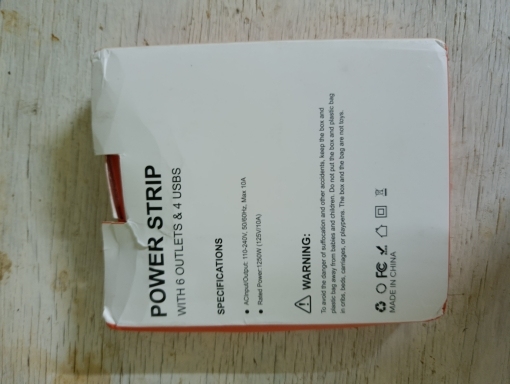 POWER STRIP
WITH 6 OUTLETS & 4 USBS
SPECIFICATIONS
● ACInput/Output: 110-240V, 50/60Hz, Max 10A
● Rated Power:1250W (125V/10A)
WARNING:
To avoid the danger of suffocation and other accidents, keep the box and
plastic bag away from babies and children. Do not put the box and plastic bag
in cribs, beds, carriages, or playpens. The box and the bag are not toys.
FC
MADE IN CHINA